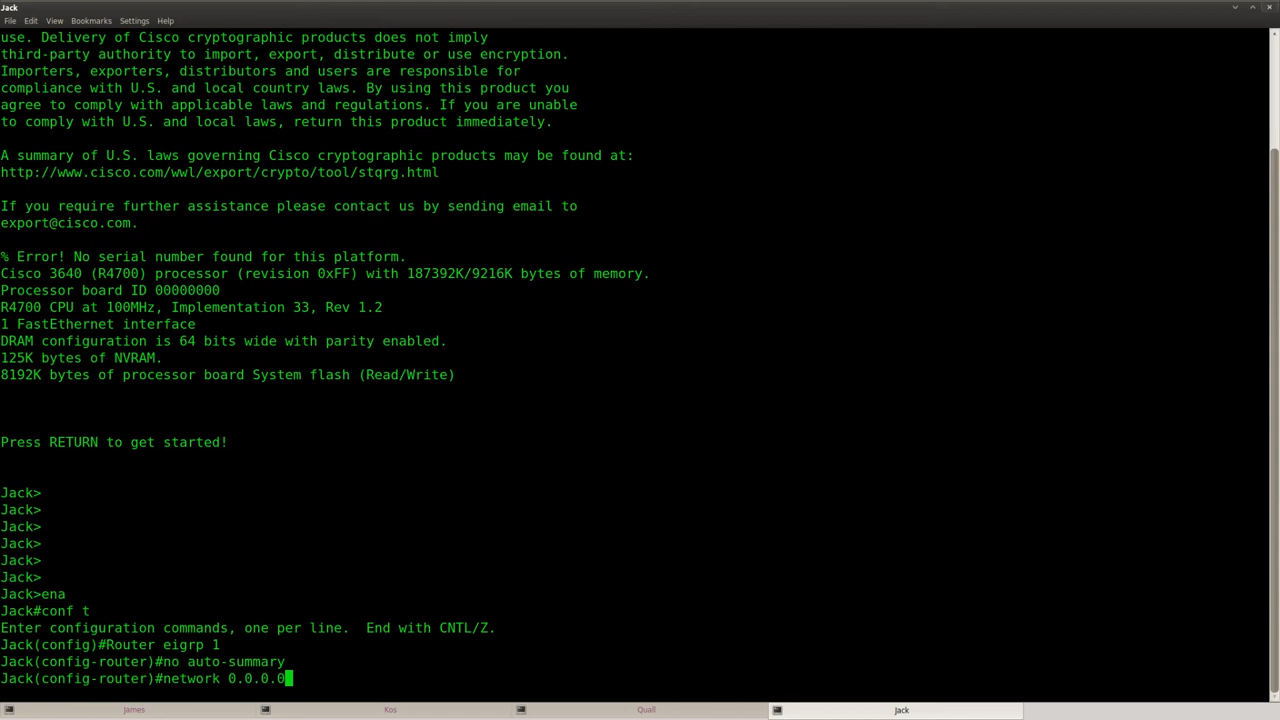 Jack
File Edit View Bookmarks Settings Help
use. Delivery of Cisco cryptographic products does not imply
third-party authority to import, export, distribute or use encryption.
Importers, exporters, distributors and users are responsible for
compliance with U.S. and local country laws. By using this product you
agree to comply with applicable laws and regulations. If you are unable
to comply with U.S. and local laws, return this product immediately.
A summary of U.S. laws governing Cisco cryptographic products may be found at:
http://www.cisco.com/wwl/export/crypto/tool/stqrg.html
If you require further assistance please contact us by sending email to
export@cisco.com.
% Error! No serial number found for this platform.
Cisco 3640 (R4700) processor (revision 0xFF) with 187392K/9216K bytes of memory.
Processor board ID 00000000
R4700 CPU at 100MHz, Implementation 33, Rev 1.2
1 FastEthernet interface
DRAM configuration is 64 bits wide with parity enabled.
125K bytes of NVRAM.
8192K bytes of processor board System flash (Read/Write)
Press RETURN to get started!
Jack>
Jack>
Jack>
Jack>
Jack>
Jack>
Jack>ena
Jack#conf t
Enter configuration commands, one per line.  End with CNTL/Z.
Jack(config)#Router eigrp 1
Jack(config-router)#no auto-summary
Jack(config-router)#network 0.0.0.0
James Kos Quall Jack